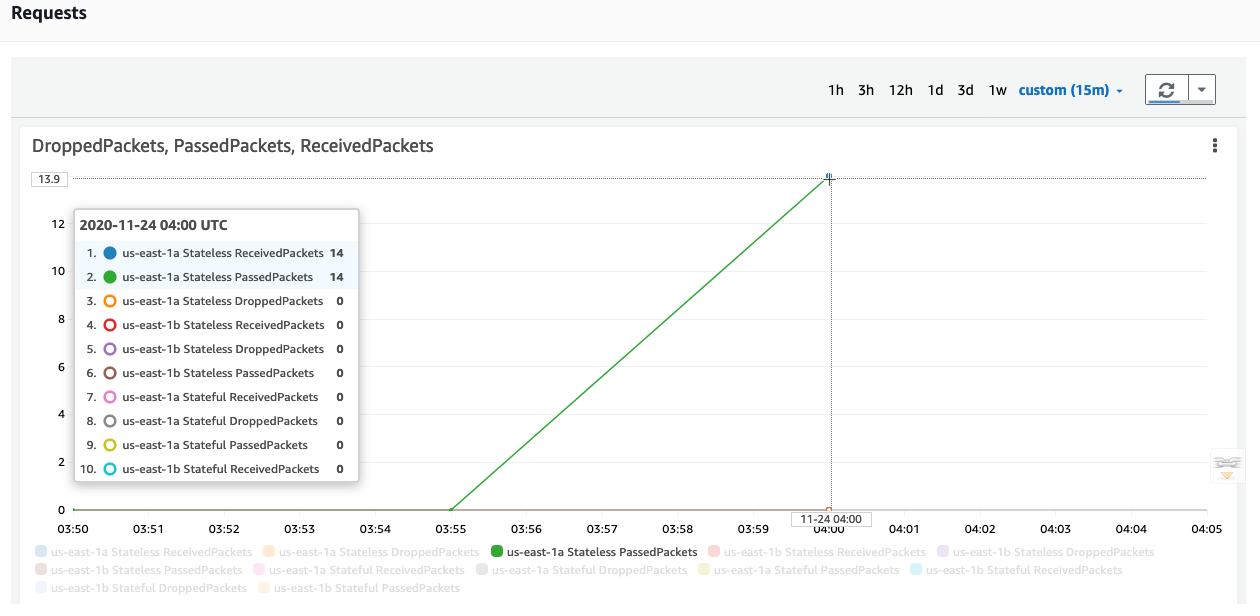 Requests
1h 3h 12h 1d 3d 1w custom (15m)
DroppedPackets, PassedPackets, ReceivedPackets
13.9
12
10
8
6
4
2
0
2020-11-24 04:00 UTC
1. us-east-1a Stateless ReceivedPackets 14
2. us-east-1a Stateless PassedPackets 14
3. us-east-1a Stateless DroppedPackets 0
4. us-east-1b Stateless ReceivedPackets 0
5. us-east-1b Stateless DroppedPackets 0
6. us-east-1b Stateless PassedPackets 0
7. us-east-1a Stateful ReceivedPackets 0
8. us-east-1a Stateful DroppedPackets 0
9. us-east-1a Stateful PassedPackets 0
10. us-east-1b Stateful ReceivedPackets 0
11-24 04:00
03:50 03:51 03:52 03:53 03:54 03:55 03:56 03:57 03:58 03:59 04:00 04:01 04:02 04:03 04:04 04:05
us-east-1a Stateless ReceivedPackets us-east-1a Stateless DroppedPackets us-east-1a Stateless PassedPackets us-east-1b Stateless ReceivedPackets us-east-1b Stateless DroppedPackets
us-east-1b Stateless PassedPackets us-east-1a Stateful ReceivedPackets us-east-1a Stateful DroppedPackets us-east-1a Stateful PassedPackets us-east-1b Stateful ReceivedPackets
us-east-1b Stateful DroppedPackets us-east-1b Stateful PassedPackets